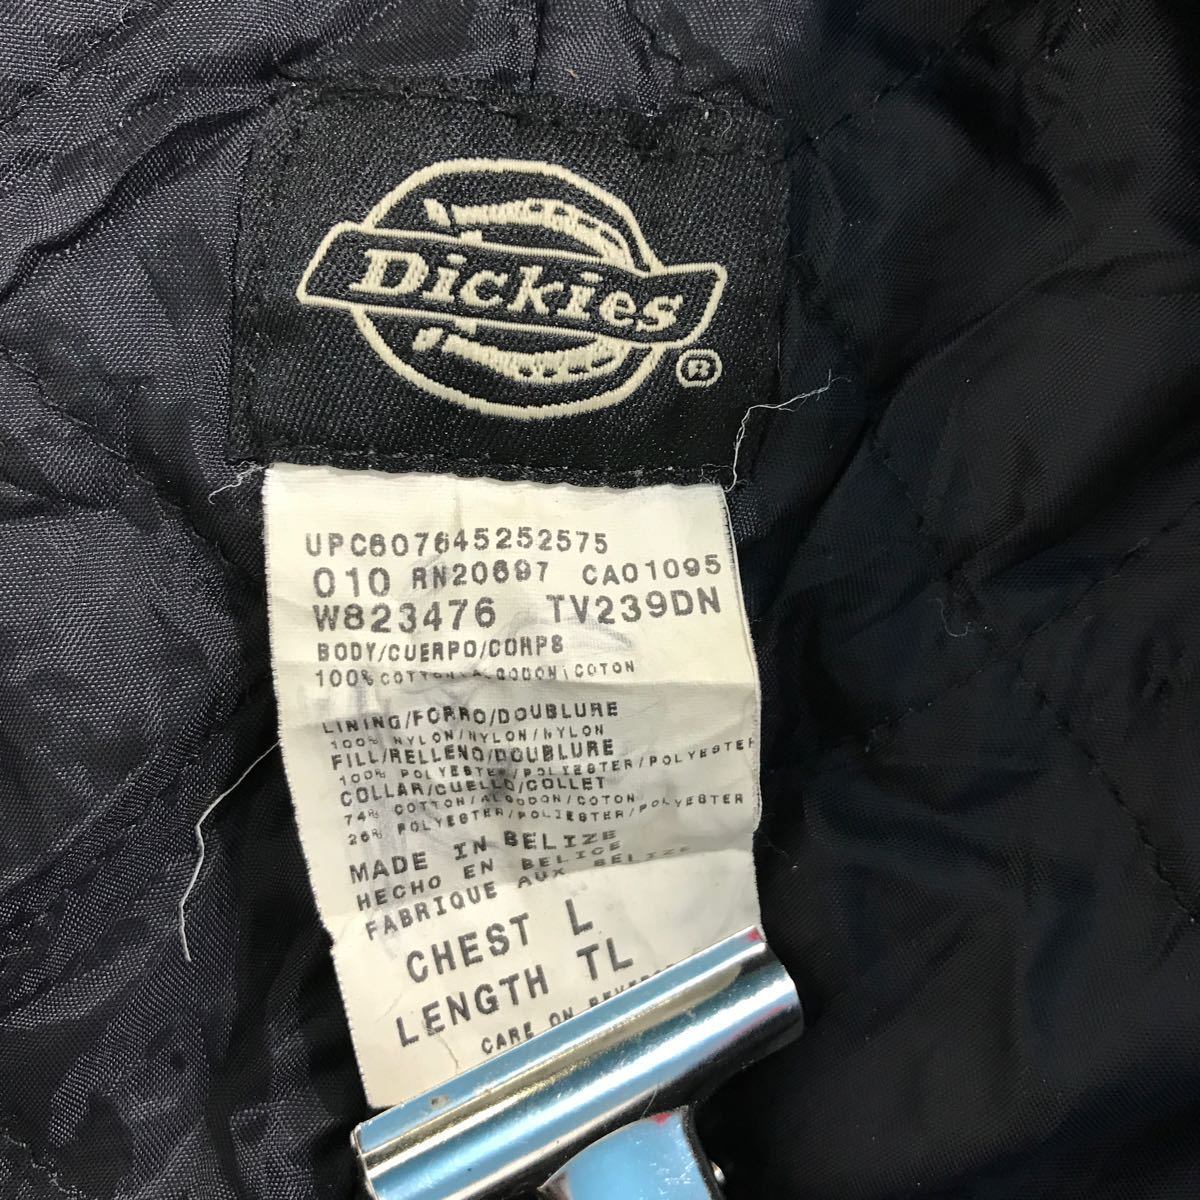 Dickies
®
UPC607645252575
010 RN20697 CA01095
W823476 TV239DN
BODY/CUERPO/CORPS
100% COTTON/ALGODON/COTON
LINING/FORRO/DOUBLURE
100% NYLON/NYLON/NYLON
FILL/RELLENO/DOUBLURE
100% POLYESTER/POLIESTER/POLYESTER
COLLAR/CUELLO/COLLET
74% COTTON/ALGODON/COTON
26% POLYESTER/POLIESTER/POLYESTER
MADE IN BELIZE
HECHO EN BELICE
FABRIQUE AUX BELIZE
CHEST L
LENGTH TL
CARE ON